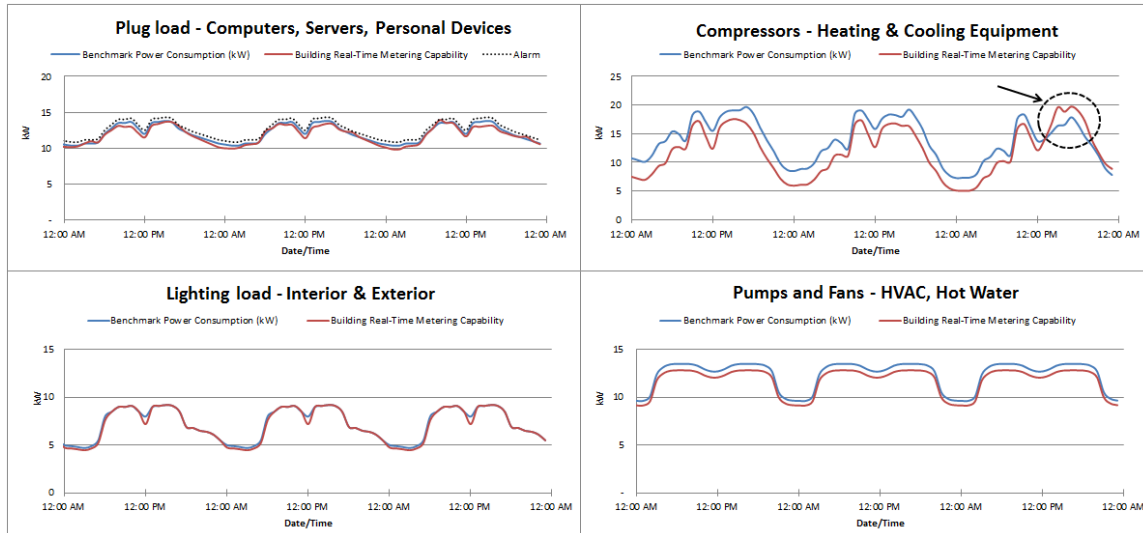 Plug load - Computers, Servers, Personal Devices
Benchmark Power Consumption (kW) Building Real-Time Metering Capability Alarm
20
15
10
5
-
kW
12:00 AM 12:00 PM 12:00 AM 12:00 PM 12:00 AM 12:00 PM 12:00 AM
Date/Time
Compressors - Heating & Cooling Equipment
Benchmark Power Consumption (kW) Building Real-Time Metering Capability
25
20
15
10
5
0
kW
12:00 AM 12:00 PM 12:00 AM 12:00 PM 12:00 AM 12:00 PM 12:00 AM
Date/Time
Lighting load - Interior & Exterior
Benchmark Power Consumption (kW) Building Real-Time Metering Capability
15
10
5
0
kW
12:00 AM 12:00 PM 12:00 AM 12:00 PM 12:00 AM 12:00 PM 12:00 AM
Date/Time
Pumps and Fans - HVAC, Hot Water
Benchmark Power Consumption (kW) Building Real-Time Metering Capability
15
10
5
-
kW
12:00 AM 12:00 PM 12:00 AM 12:00 PM 12:00 AM 12:00 PM 12:00 AM
Date/Time